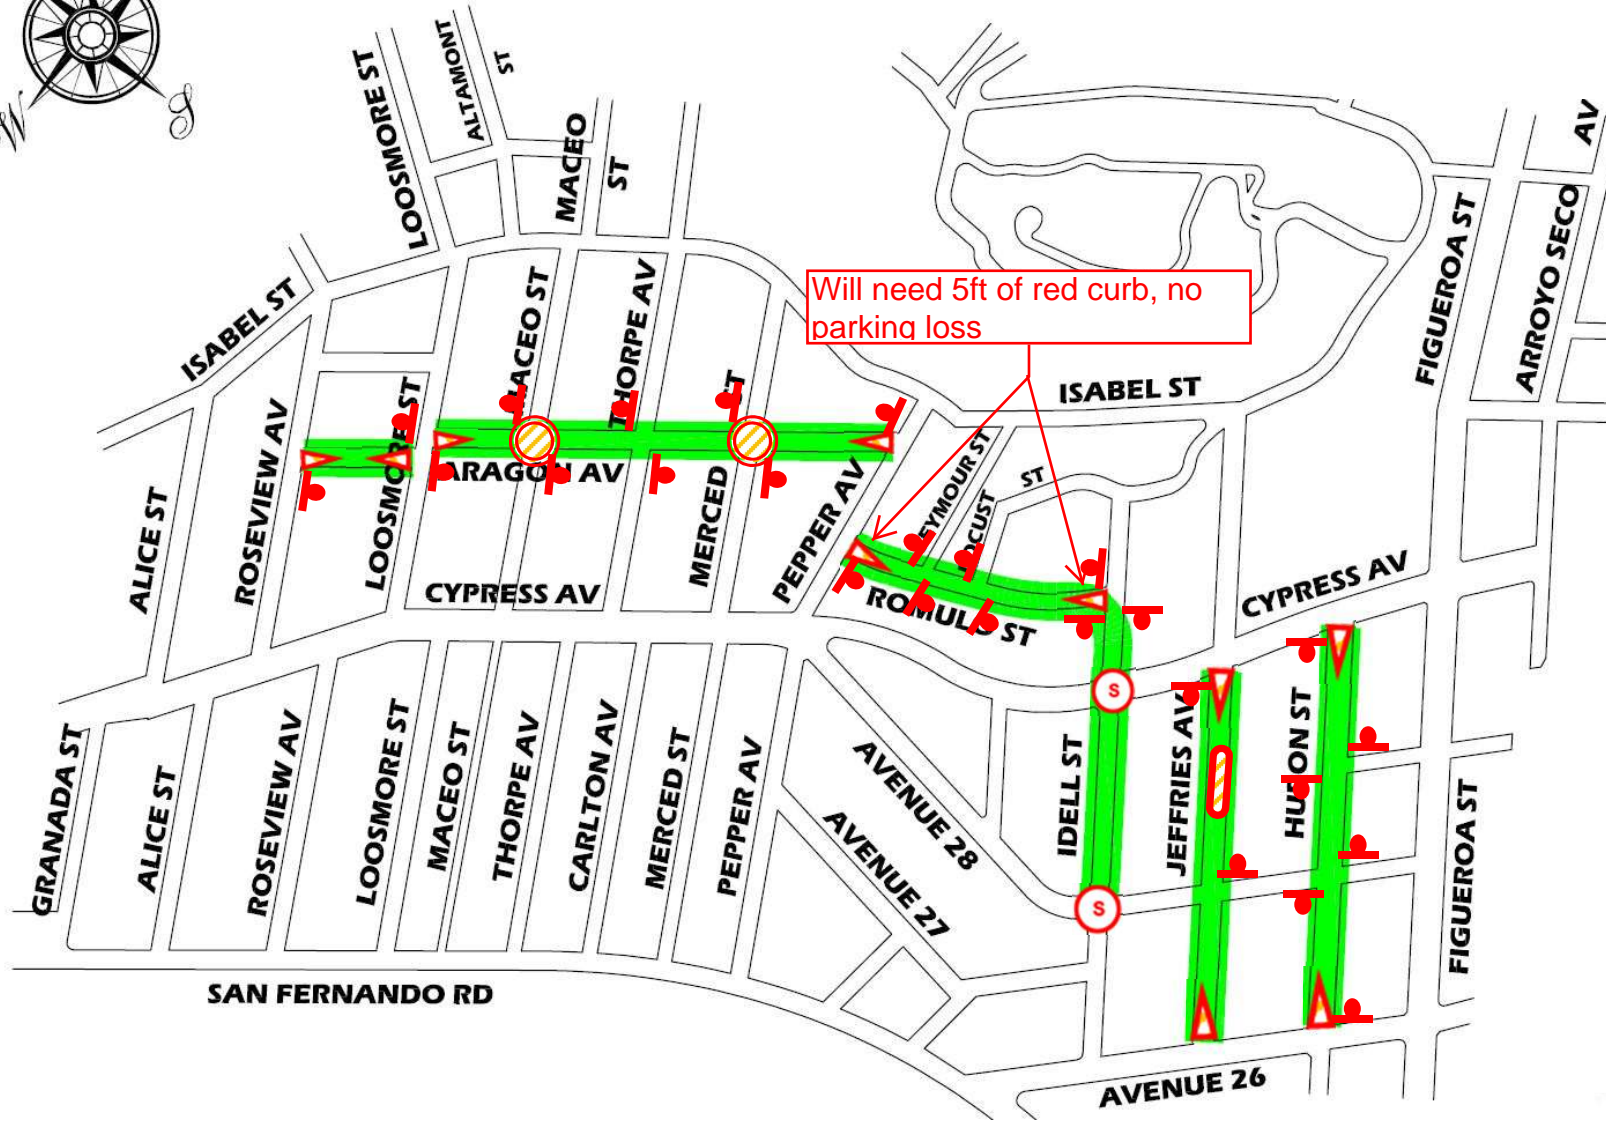 W
S
LOOSMORE ST
ALTAMONT
ST
MACEO
ST
AV
ISABEL ST
MACEO ST
THORPE AV
ST
Will need 5ft of red curb, no
parking loss
FIGUEROA ST
ARROYO SECO
ISABEL ST
ROSEVIEW AV
LOOSMORE ST
ARAGON AV
MERCED
PEPPER AV
SEYMOUR ST
LOCUST
ST
ALICE ST
CYPRESS AV
ROMULO ST
CYPRESS AV
S
GRANADA ST
ALICE ST
ROSEVIEW AV
LOOSMORE ST
MACEO ST
THORPE AV
CARLTON AV
MERCED ST
PEPPER AV
AVENUE 28
AVENUE 27
IDELL ST
JEFFRIES AV
HUDSON ST
FIGUEROA ST
S
SAN FERNANDO RD
AVENUE 26